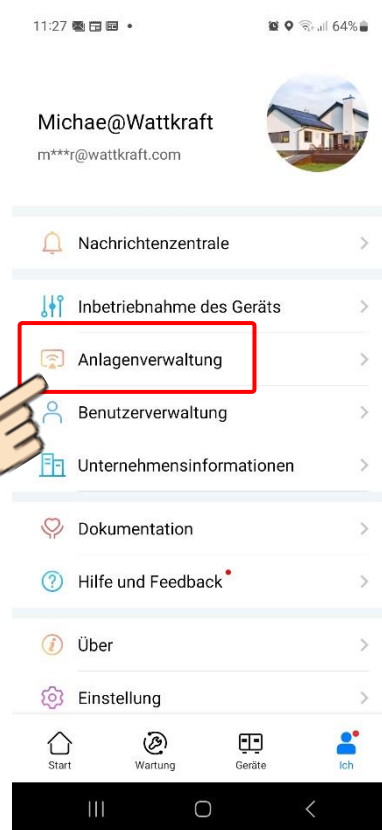 11:27
64%
Michae@Wattkraft
m***r@wattkraft.com
Nachrichtenzentrale
Inbetriebnahme des Geräts
Anlagenverwaltung
Benutzerverwaltung
Unternehmensinformationen
Dokumentation
Hilfe und Feedback
Über
Einstellung
Start Wartung Geräte Ich